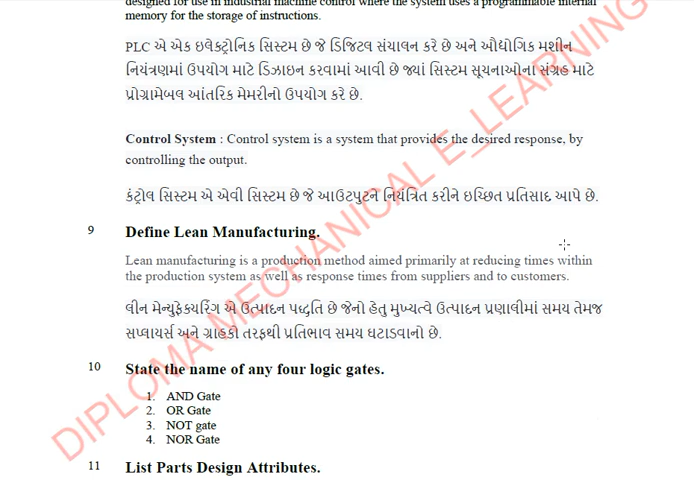 designed for use in industrial machine control where the system uses a programmable internal
memory for the storage of instructions.
PLC એ એક ઇલેક્ટ્રોનિક સિસ્ટમ છે જે ડિજિટલ સંચાલન કરે છે અને ઔદ્યોગિક મશીન
નિયંત્રણમાં ઉપયોગ માટે ડિઝાઇન કરવામાં આવી છે જ્યાં સિસ્ટમ સૂચનાઓના સંગ્રહ માટે
પ્રોગ્રામેબલ આંતરિક મેમરીનો ઉપયોગ કરે છે.
Control System : Control system is a system that provides the desired response, by
controlling the output.
કંટ્રોલ સિસ્ટમ એ એવી સિસ્ટમ છે જે આઉટપુટને નિયંત્રિત કરીને ઇચ્છિત પ્રતિસાદ આપે છે.
9 Define Lean Manufacturing.
Lean manufacturing is a production method aimed primarily at reducing times within
the production system as well as response times from suppliers and to customers.
લીન મેન્યુફેક્ચરિંગ એ ઉત્પાદન પદ્ધતિ છે જેનો હેતુ મુખ્યત્વે ઉત્પાદન પ્રણાલીમાં સમય તેમજ
સપ્લાયર્સ અને ગ્રાહકો તરફથી પ્રતિભાવ સમય ઘટાડવાનો છે.
10 State the name of any four logic gates.
1. AND Gate
2. OR Gate
3. NOT gate
4. NOR Gate
11 List Parts Design Attributes.
DIPLOMA MECHANICAL E_LEARNING